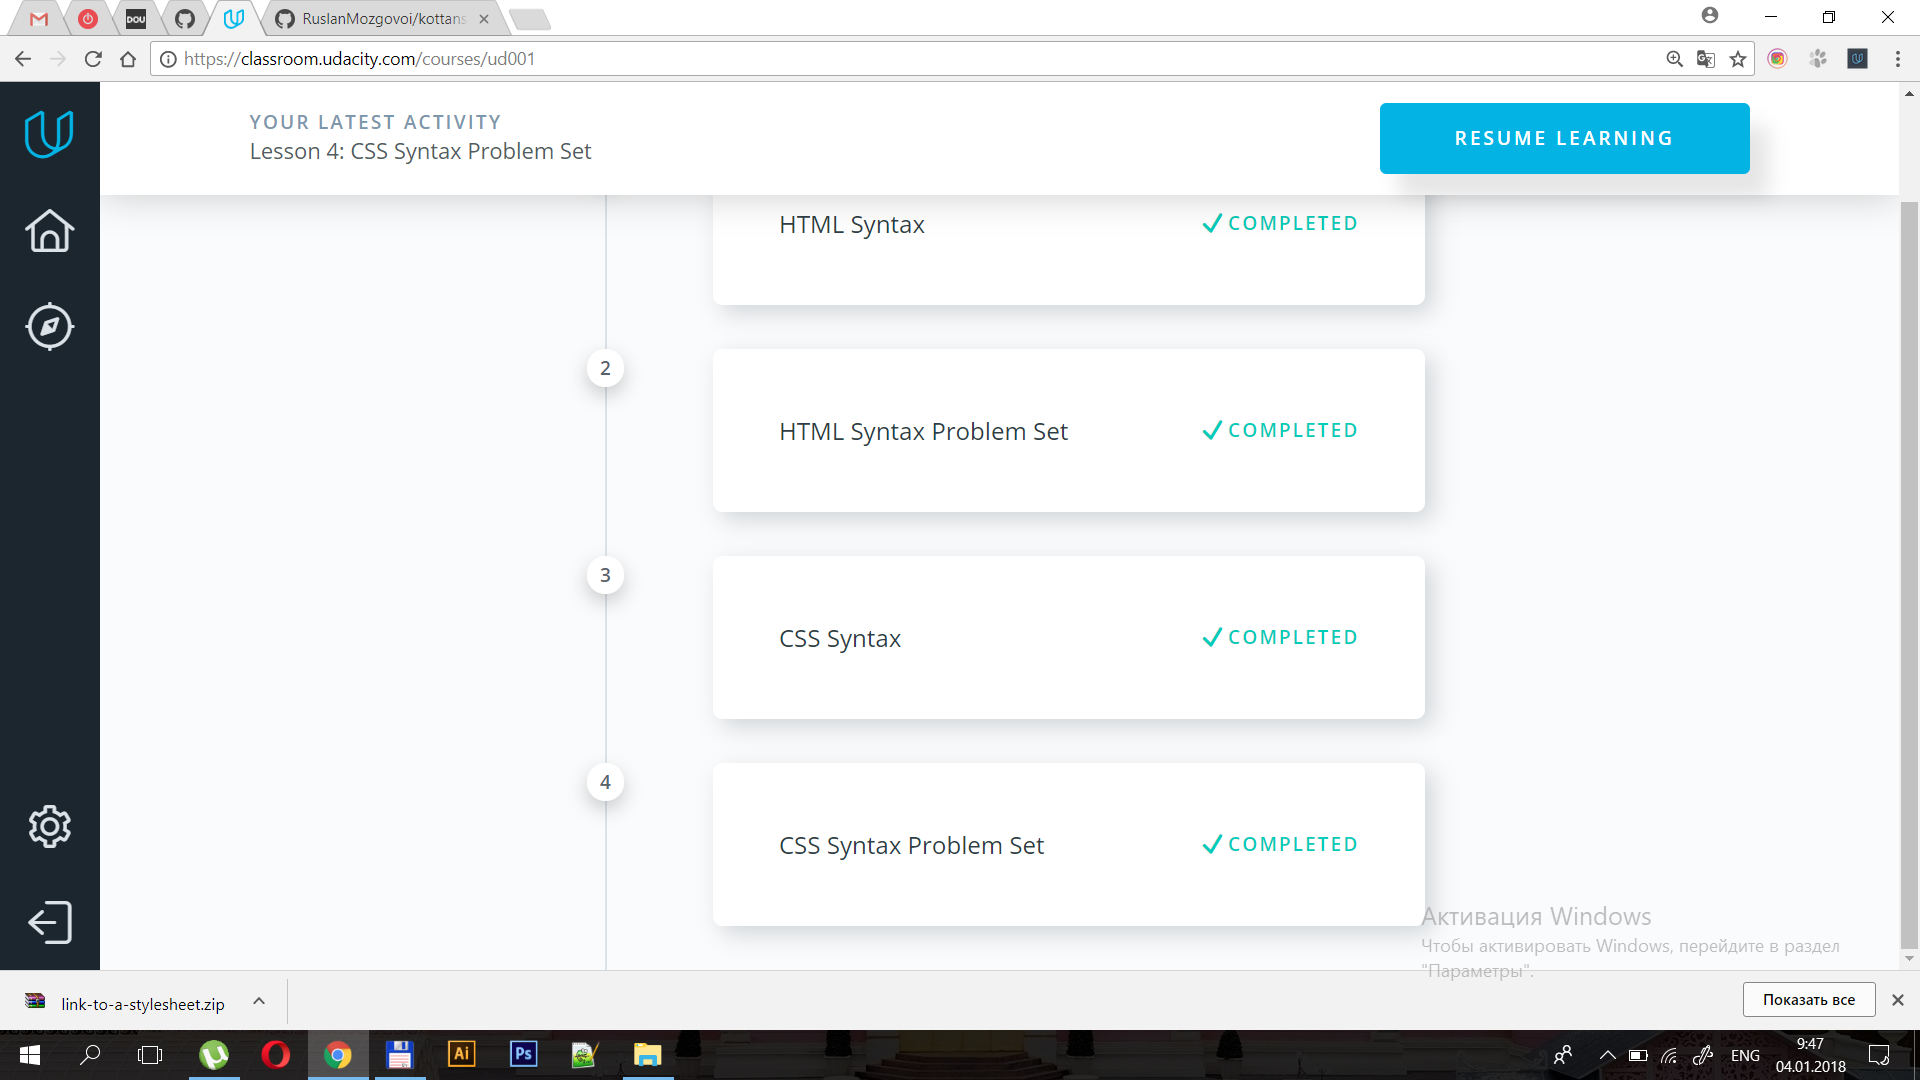 DOU
RuslanMozgovoi/kottans
https://classroom.udacity.com/courses/ud001
YOUR LATEST ACTIVITY
Lesson 4: CSS Syntax Problem Set
RESUME LEARNING
HTML Syntax
COMPLETED
2
HTML Syntax Problem Set
COMPLETED
3
CSS Syntax
COMPLETED
4
CSS Syntax Problem Set
COMPLETED
Активация Windows
Чтобы активировать Windows, перейдите в раздел
"Параметры".
link-to-a-stylesheet.zip
Показать все
Ai
Ps
ENG
9:47
04.01.2018